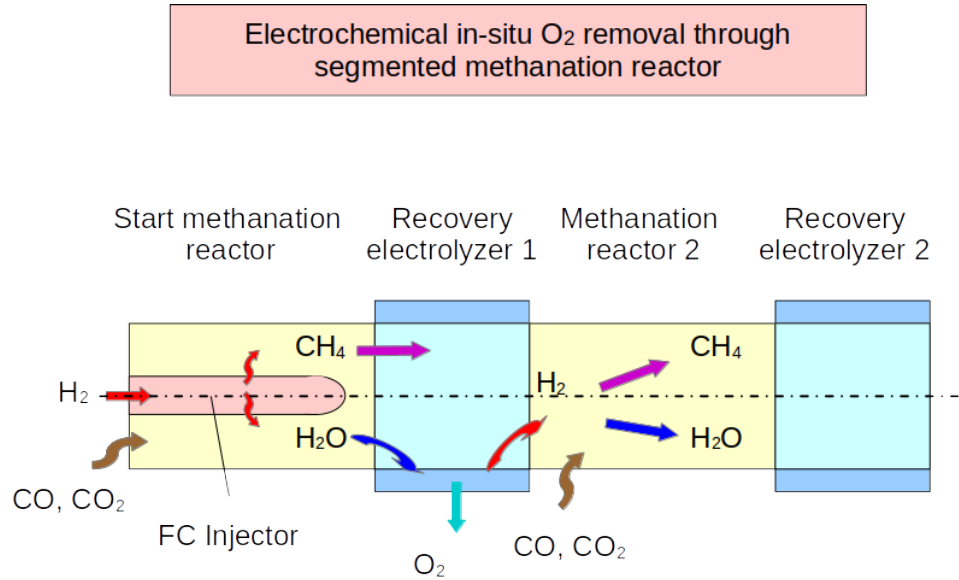 Electrochemical in-situ O₂ removal through
segmented methanation reactor
Start methanation
reactor
Recovery
electrolyzer 1
Methanation
reactor 2
Recovery
electrolyzer 2
CH₄
CH₄
H₂
H₂
H₂O
H₂O
CO, CO₂
FC Injector
O₂
CO, CO₂